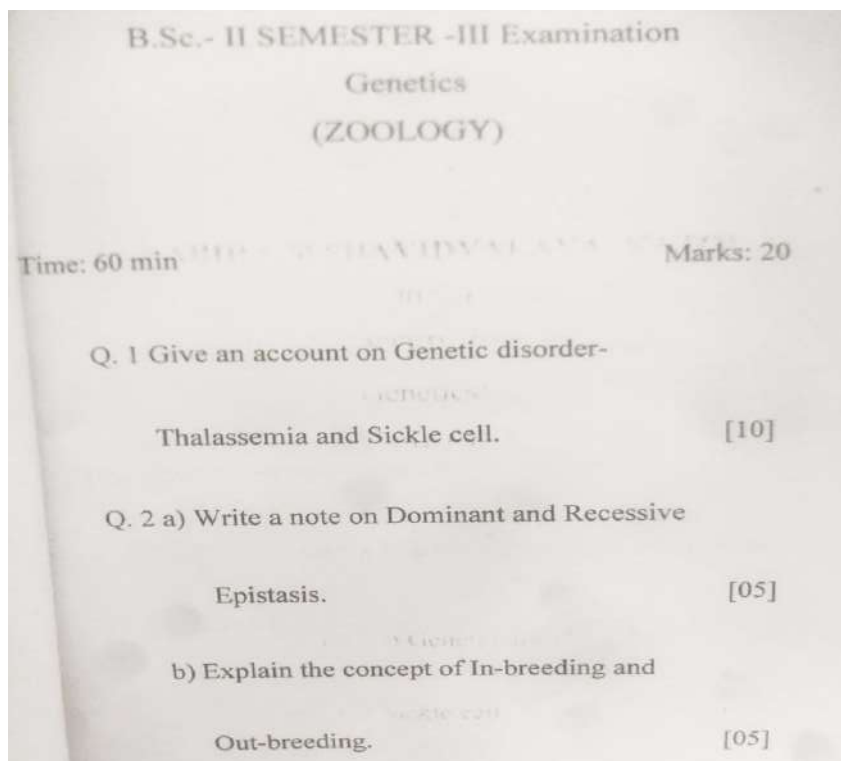 B.Sc.- II SEMESTER -III Examination
Genetics
(ZOOLOGY)
Time: 60 min Marks: 20
Q. 1 Give an account on Genetic disorder-
Thalassemia and Sickle cell. [10]
Q. 2 a) Write a note on Dominant and Recessive
Epistasis. [05]
b) Explain the concept of In-breeding and
Out-breeding. [05]